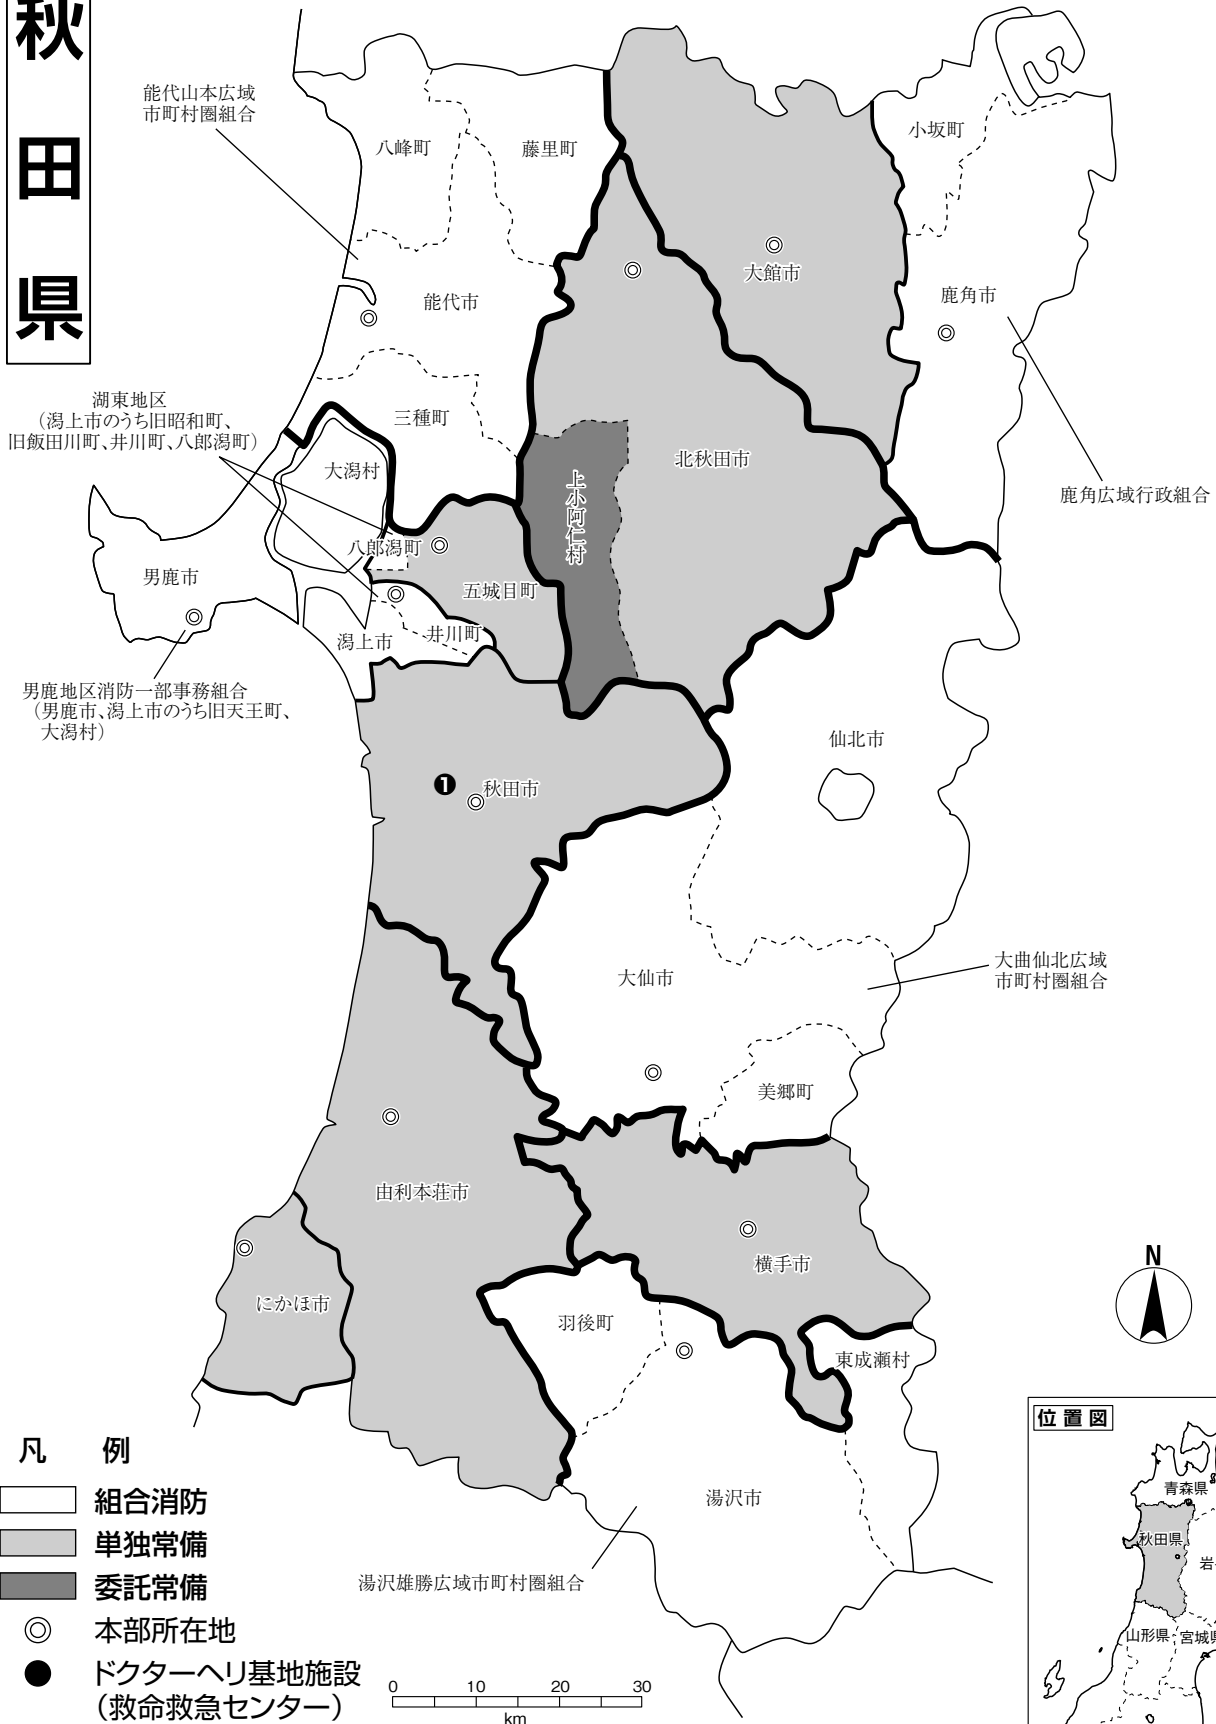 秋田県
能代山本広域
市町村圏組合
八峰町
藤里町
小坂町
大館市
鹿角市
能代市
湖東地区
（潟上市のうち旧昭和町、
旧飯田川町、井川町、八郎潟町）
三種町
大潟村
北秋田市
上小阿仁村
鹿角広域行政組合
八郎潟町
男鹿市
五城目町
潟上市
井川町
男鹿地区消防一部事務組合
（男鹿市、潟上市のうち旧天王町、
大潟村）
仙北市
1
秋田市
大仙市
大曲仙北広域
市町村圏組合
美郷町
由利本荘市
横手市
にかほ市
羽後町
東成瀬村
湯沢市
湯沢雄勝広域市町村圏組合
N
凡　例
組合消防
単独常備
委託常備
本部所在地
ドクターヘリ基地施設
（救命救急センター）
0 10 20 30
km
位置図
青森県
秋田県
岩
山形県
宮城県